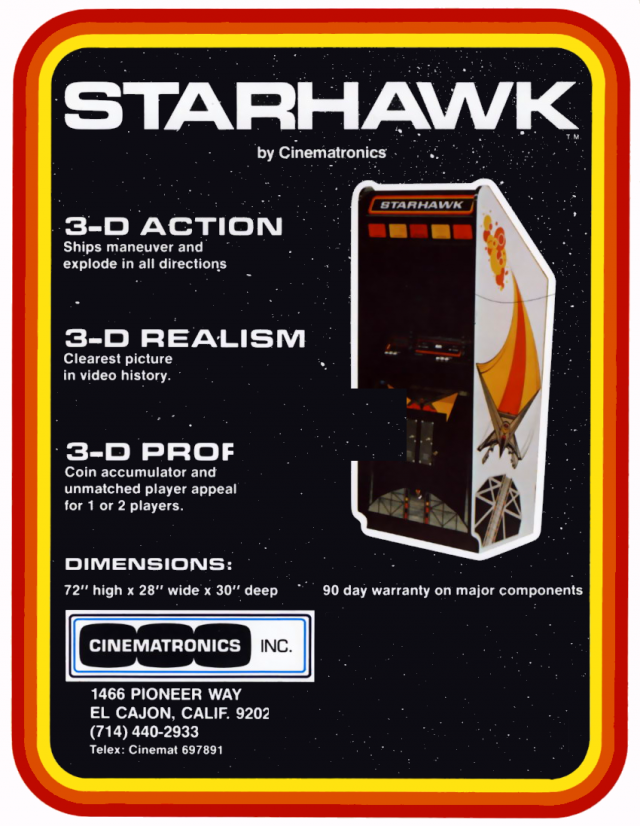 STARHAWK
TM
by Cinematronics
STARHAWK
3-D ACTION
Ships maneuver and
explode in all directions
3-D REALISM
Clearest picture
in video history.
3-D
Coin accumulator and
unmatched player appeal
for 1 or 2 players.
DIMENSIONS:
72″ high x 28″ wide x 30″ deep
90 day warranty on major components
CINEMATRONICS INC.
1466 PIONEER WAY
EL CAJON, CALIF.
(714) 440-2933
Telex: Cinemat 697891